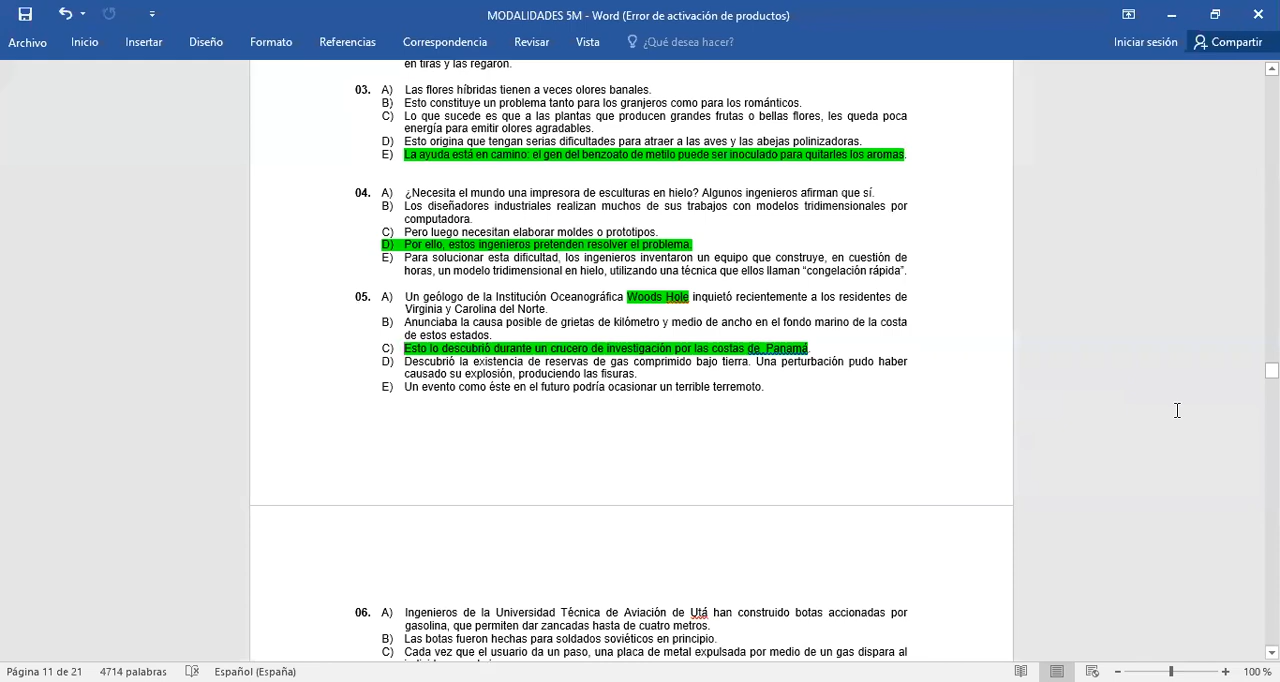 MODALIDADES 5M - Word (Error de activación de productos)
Archivo Inicio Insertar Diseño Formato Referencias Correspondencia Revisar Vista ¿Qué desea hacer? Iniciar sesión Compartir
en tiras y las regaron.
03. A) Las flores híbridas tienen a veces olores banales.
B) Esto constituye un problema tanto para los granjeros como para los románticos.
C) Lo que sucede es que a las plantas que producen grandes frutas o bellas flores, les queda poca
energía para emitir olores agradables.
D) Esto origina que tengan serias dificultades para atraer a las aves y las abejas polinizadoras.
E) La ayuda está en camino: el gen del benzoato de metilo puede ser inoculado para quitarles los aromas.
04. A) ¿Necesita el mundo una impresora de esculturas en hielo? Algunos ingenieros afirman que sí.
B) Los diseñadores industriales realizan muchos de sus trabajos con modelos tridimensionales por
computadora.
C) Pero luego necesitan elaborar moldes o prototipos.
D) Por ello, estos ingenieros pretenden resolver el problema.
E) Para solucionar esta dificultad, los ingenieros inventaron un equipo que construye, en cuestión de
horas, un modelo tridimensional en hielo, utilizando una técnica que ellos llaman “congelación rápida”.
05. A) Un geólogo de la Institución Oceanográfica Woods Hole inquietó recientemente a los residentes de
Virginia y Carolina del Norte.
B) Anunciaba la causa posible de grietas de kilómetro y medio de ancho en el fondo marino de la costa
de estos estados.
C) Esto lo descubrió durante un crucero de investigación por las costas de Panamá.
D) Descubrió la existencia de reservas de gas comprimido bajo tierra. Una perturbación pudo haber
causado su explosión, produciendo las fisuras.
E) Un evento como éste en el futuro podría ocasionar un terrible terremoto.
06. A) Ingenieros de la Universidad Técnica de Aviación de Utá han construido botas accionadas por
gasolina, que permiten dar zancadas hasta de cuatro metros.
B) Las botas fueron hechas para soldados soviéticos en principio.
C) Cada vez que el usuario da un paso, una placa de metal expulsada por medio de un gas dispara al
Página 11 de 21 4714 palabras Español (España) 100 %